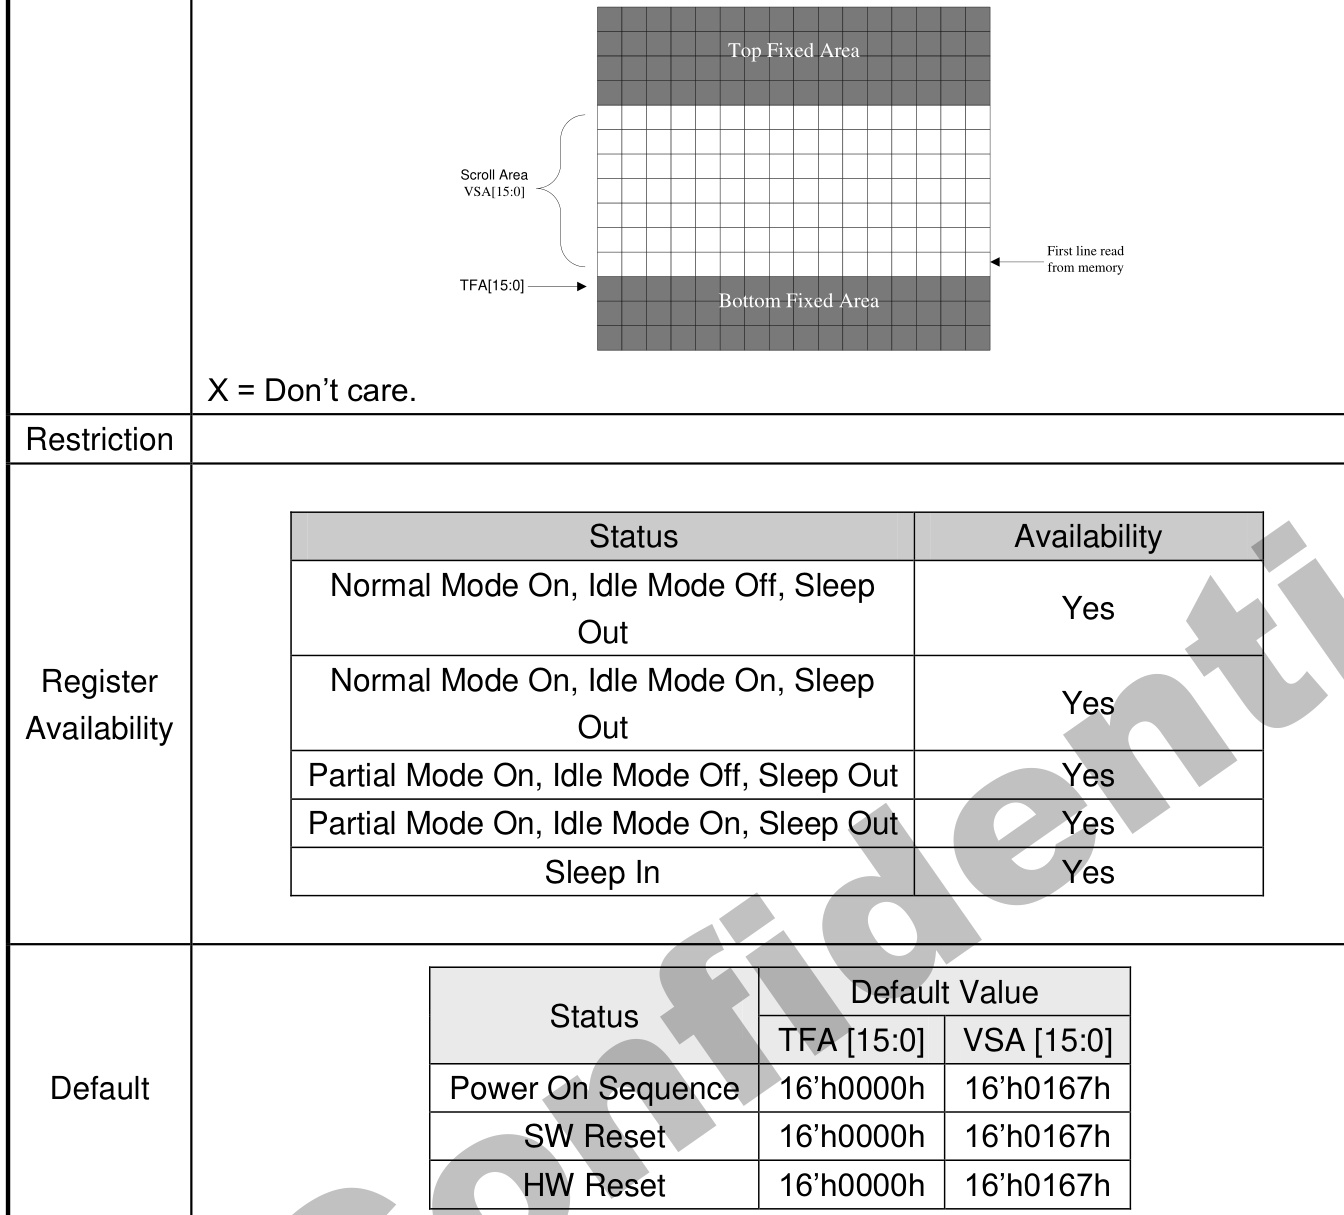 Top Fixed Area
Scroll Area
VSA[15:0]
First line read
from memory
TFA[15:0]
Bottom Fixed Area
X = Don’t care.
Restriction
Register
Availability
Status Availability
Normal Mode On, Idle Mode Off, Sleep
Out
Yes
Normal Mode On, Idle Mode On, Sleep
Out
Yes
Partial Mode On, Idle Mode Off, Sleep Out Yes
Partial Mode On, Idle Mode On, Sleep Out Yes
Sleep In Yes
Default
Status
Default Value
TFA [15:0] VSA [15:0]
Power On Sequence 16’h0000h 16’h0167h
SW Reset 16’h0000h 16’h0167h
HW Reset 16’h0000h 16’h0167h
onfidenti